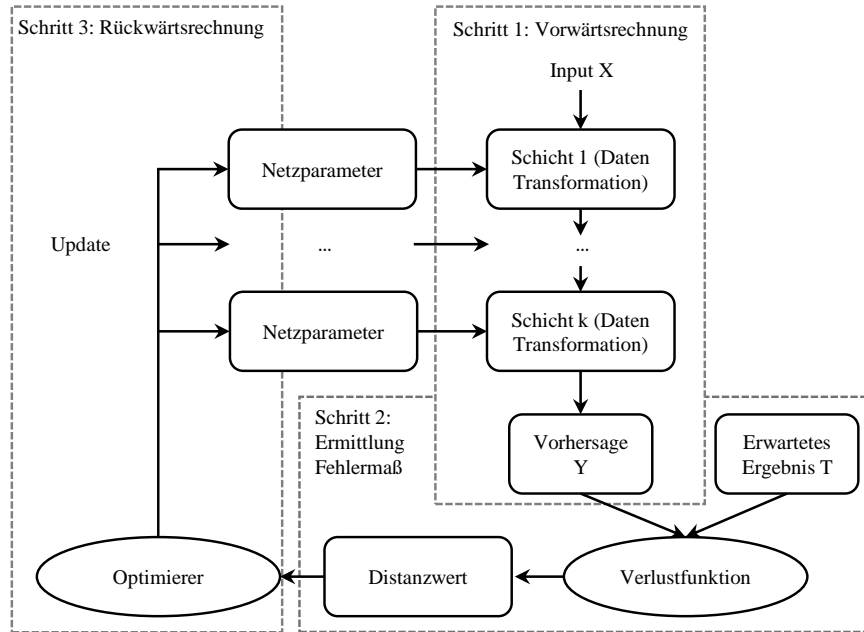 Schritt 3: Rückwärtsrechnung
Schritt 1: Vorwärtsrechnung
Input X
Netzparameter
Schicht 1 (Daten
Transformation)
Update
...
...
Netzparameter
Schicht k (Daten
Transformation)
Schritt 2:
Ermittlung
Fehlermaß
Vorhersage
Y
Erwartetes
Ergebnis T
Optimierer
Distanzwert
Verlustfunktion